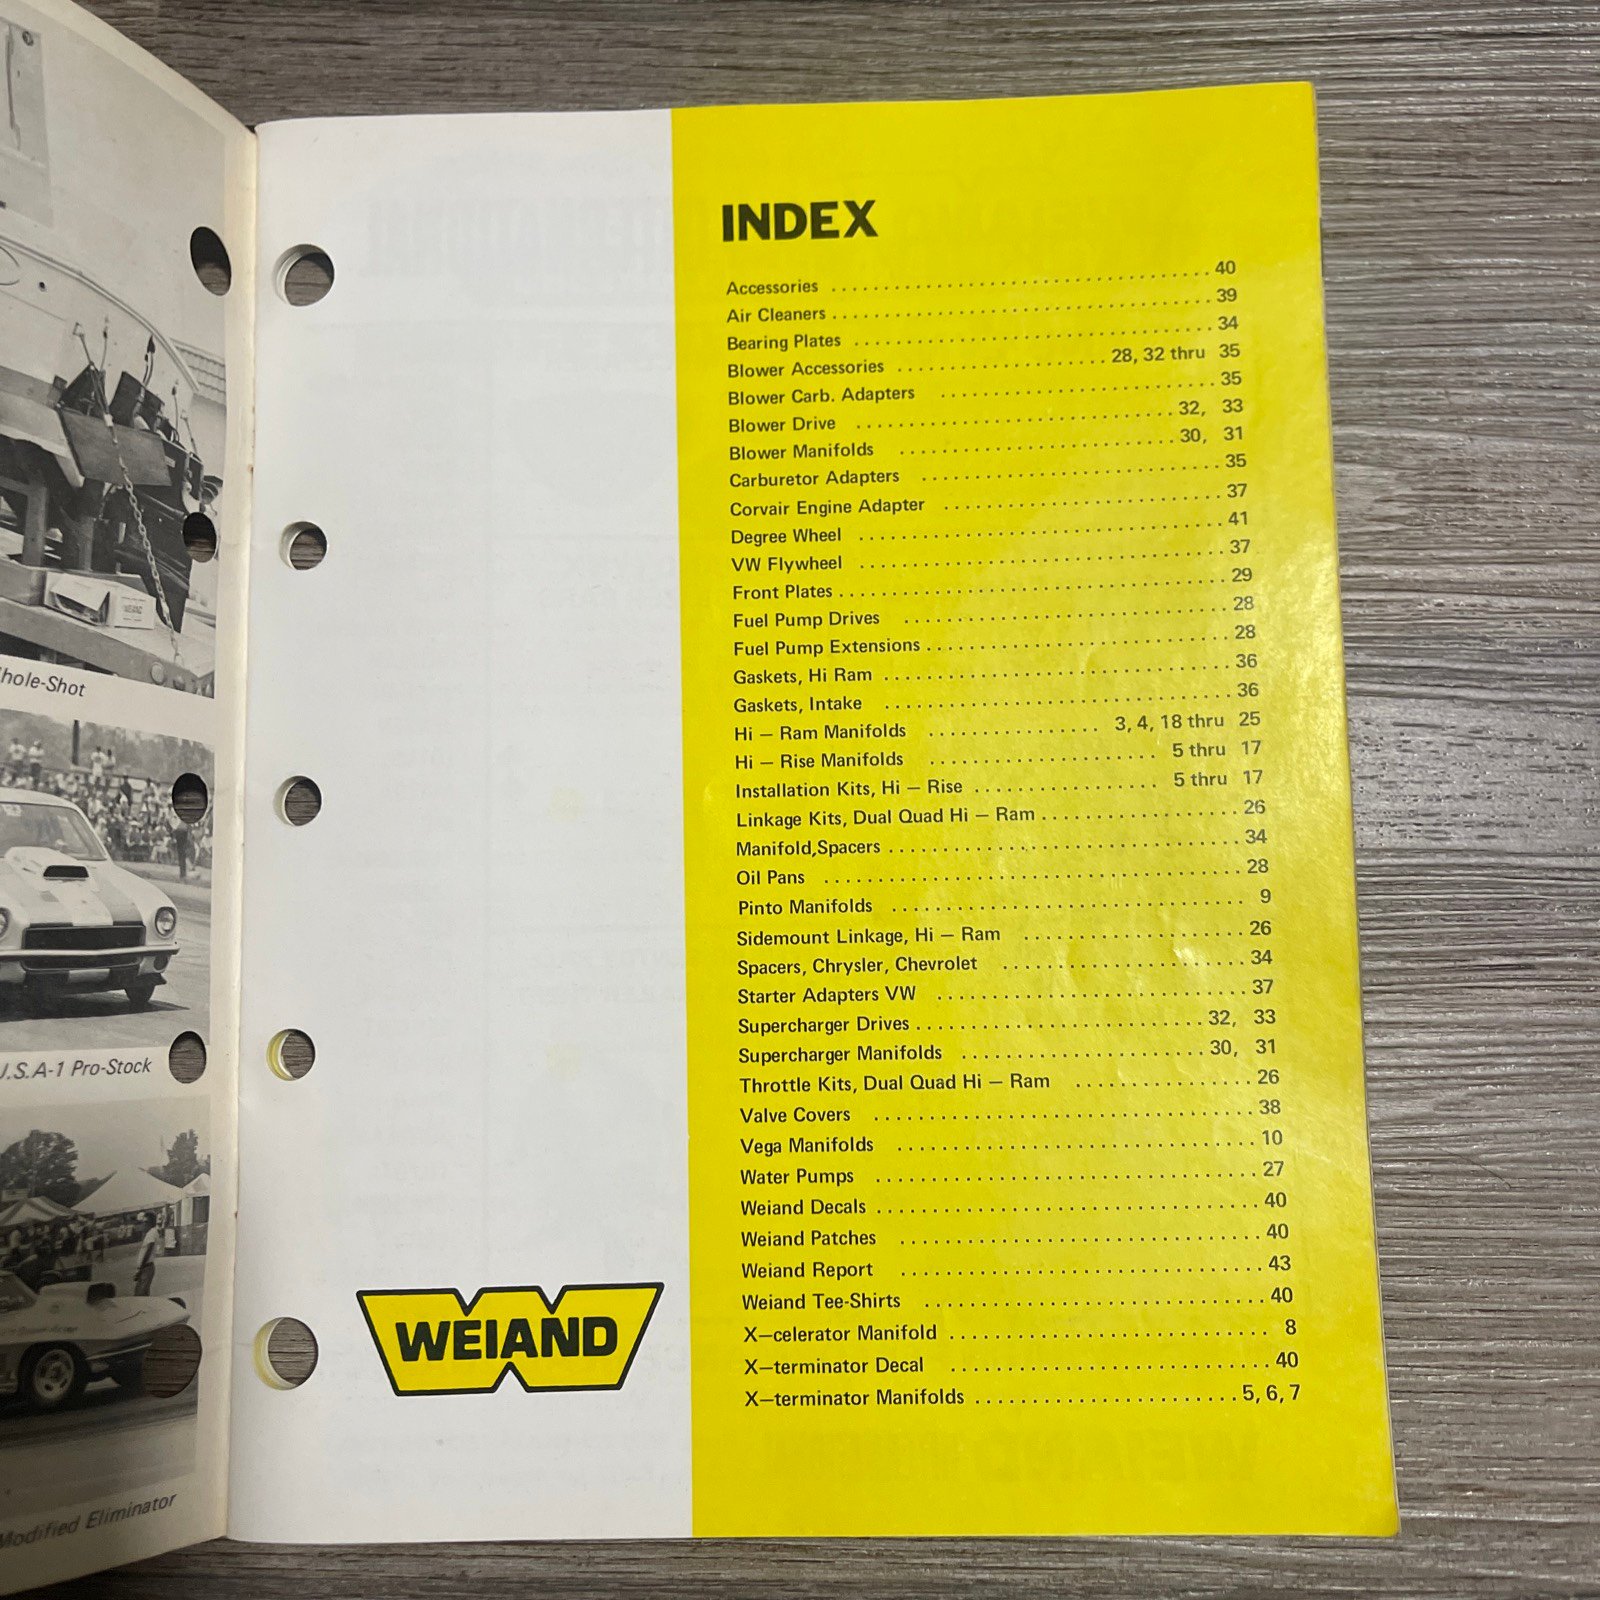 hole-Shot
U.S.A-1 Pro-Stock
Modified Eliminator
WEIAND
INDEX
Accessories . . . . . . . . . . . . . . . . . . . . 40
Air Cleaners . . . . . . . . . . . . . . . . . . . . 39
Bearing Plates . . . . . . . . . . . . . . . . . . . . 34
Blower Accessories . . . . . . . . . . . . . . . . . . . . 28, 32 thru 35
Blower Carb. Adapters . . . . . . . . . . . . . . . . . . . . 35
Blower Drive . . . . . . . . . . . . . . . . . . . . 32, 33
Blower Manifolds . . . . . . . . . . . . . . . . . . . . 30, 31
Carburetor Adapters . . . . . . . . . . . . . . . . . . . . 35
Corvair Engine Adapter . . . . . . . . . . . . . . . . . . . . 37
Degree Wheel . . . . . . . . . . . . . . . . . . . . 41
VW Flywheel . . . . . . . . . . . . . . . . . . . . 37
Front Plates . . . . . . . . . . . . . . . . . . . . 29
Fuel Pump Drives . . . . . . . . . . . . . . . . . . . . 28
Fuel Pump Extensions . . . . . . . . . . . . . . . . . . . . 28
Gaskets, Hi Ram . . . . . . . . . . . . . . . . . . . . 36
Gaskets, Intake . . . . . . . . . . . . . . . . . . . . 36
Hi – Ram Manifolds . . . . . . . . . . . . . . . . 3, 4, 18 thru 25
Hi – Rise Manifolds . . . . . . . . . . . . . . . . . . . . 5 thru 17
Installation Kits, Hi – Rise . . . . . . . . . . . . . . . . . 5 thru 17
Linkage Kits, Dual Quad Hi – Ram . . . . . . . . . . . . . . . . . . . . 26
Manifold,Spacers . . . . . . . . . . . . . . . . . . . . 34
Oil Pans . . . . . . . . . . . . . . . . . . . . 28
Pinto Manifolds . . . . . . . . . . . . . . . . . . . . 9
Sidemount Linkage, Hi – Ram . . . . . . . . . . . . . . . . . . . . 26
Spacers, Chrysler, Chevrolet . . . . . . . . . . . . . . . . . . . . 34
Starter Adapters VW . . . . . . . . . . . . . . . . . . . . 37
Supercharger Drives . . . . . . . . . . . . . . . . . . . . 32, 33
Supercharger Manifolds . . . . . . . . . . . . . . . . . . . . 30, 31
Throttle Kits, Dual Quad Hi – Ram . . . . . . . . . . . . . . . . . . 26
Valve Covers . . . . . . . . . . . . . . . . . . . . 38
Vega Manifolds . . . . . . . . . . . . . . . . . . . . 10
Water Pumps . . . . . . . . . . . . . . . . . . . . 27
Weiand Decals . . . . . . . . . . . . . . . . . . . . 40
Weiand Patches . . . . . . . . . . . . . . . . . . . . 40
Weiand Report . . . . . . . . . . . . . . . . . . . . 43
Weiand Tee-Shirts . . . . . . . . . . . . . . . . . . . . 40
X–celerator Manifold . . . . . . . . . . . . . . . . . . . . 8
X–terminator Decal . . . . . . . . . . . . . . . . . . . . 40
X–terminator Manifolds . . . . . . . . . . . . . . . . . . . . 5, 6, 7